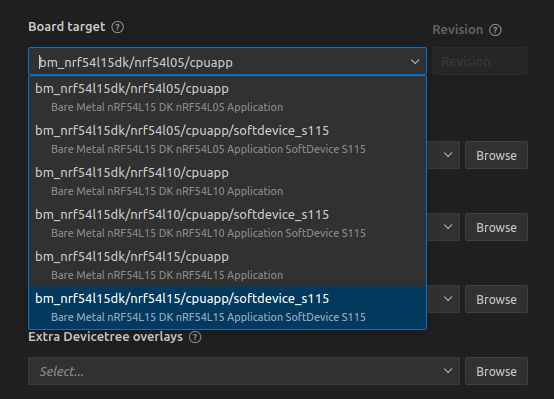 Board target
Revision
bm_nrf54l15dk/nrf54l05/cpuapp
Revision
bm_nrf54l15dk/nrf54l05/cpuapp
Bare Metal nRF54L15 DK nRF54L05 Application
bm_nrf54l15dk/nrf54l05/cpuapp/softdevice_s115
Bare Metal nRF54L15 DK nRF54L05 Application SoftDevice S115
Browse
bm_nrf54l15dk/nrf54l10/cpuapp
Bare Metal nRF54L15 DK nRF54L10 Application
bm_nrf54l15dk/nrf54l10/cpuapp/softdevice_s115
Bare Metal nRF54L15 DK nRF54L10 Application SoftDevice S115
Browse
bm_nrf54l15dk/nrf54l15/cpuapp
Bare Metal nRF54L15 DK nRF54L15 Application
bm_nrf54l15dk/nrf54l15/cpuapp/softdevice_s115
Bare Metal nRF54L15 DK nRF54L15 Application SoftDevice S115
Browse
Extra Devicetree overlays
Select...
Browse